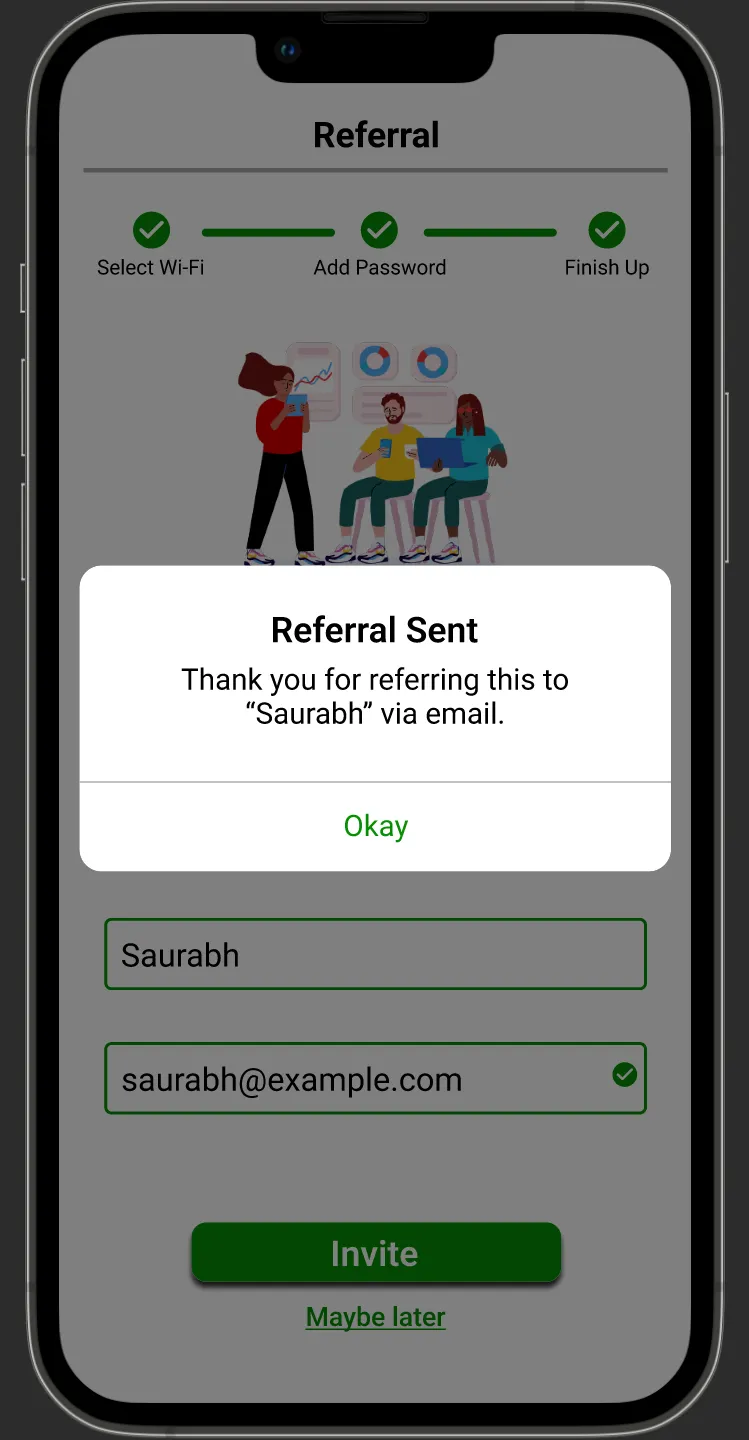 Referral
Select Wi-Fi
Add Password
Finish Up
Referral Sent
Thank you for referring this to
“Saurabh” via email.
Okay
Saurabh
saurabh@example.com
Invite
Maybe later